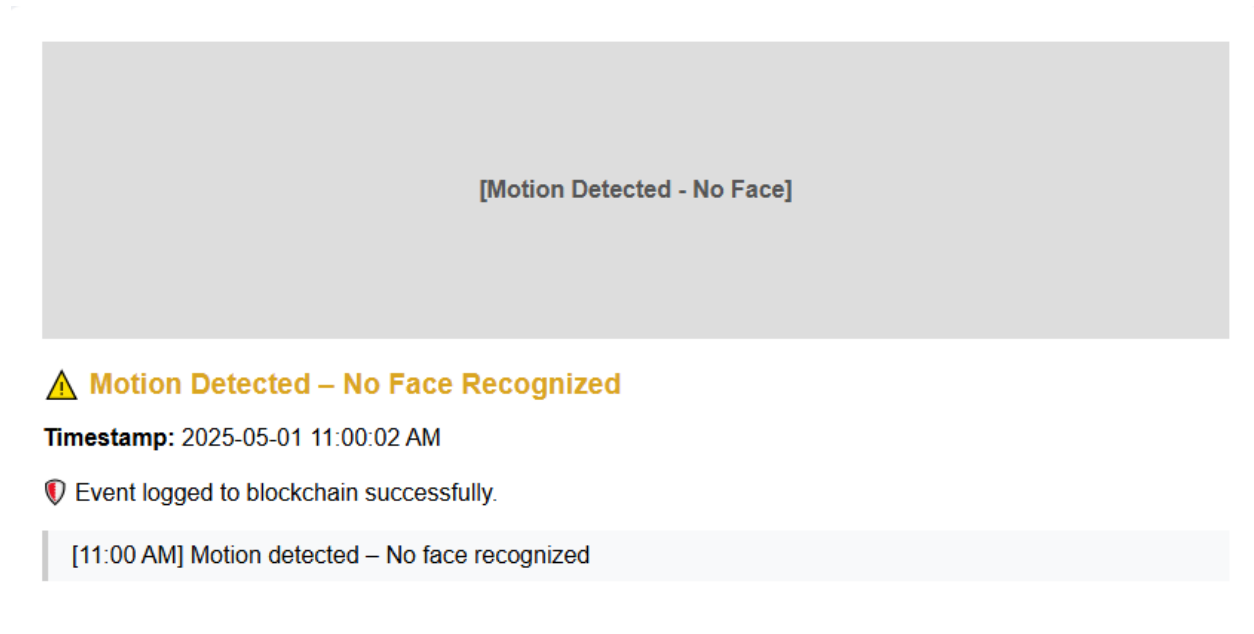 [Motion Detected - No Face]
Motion Detected – No Face Recognized
Timestamp: 2025-05-01 11:00:02 AM
Event logged to blockchain successfully.
[11:00 AM] Motion detected – No face recognized